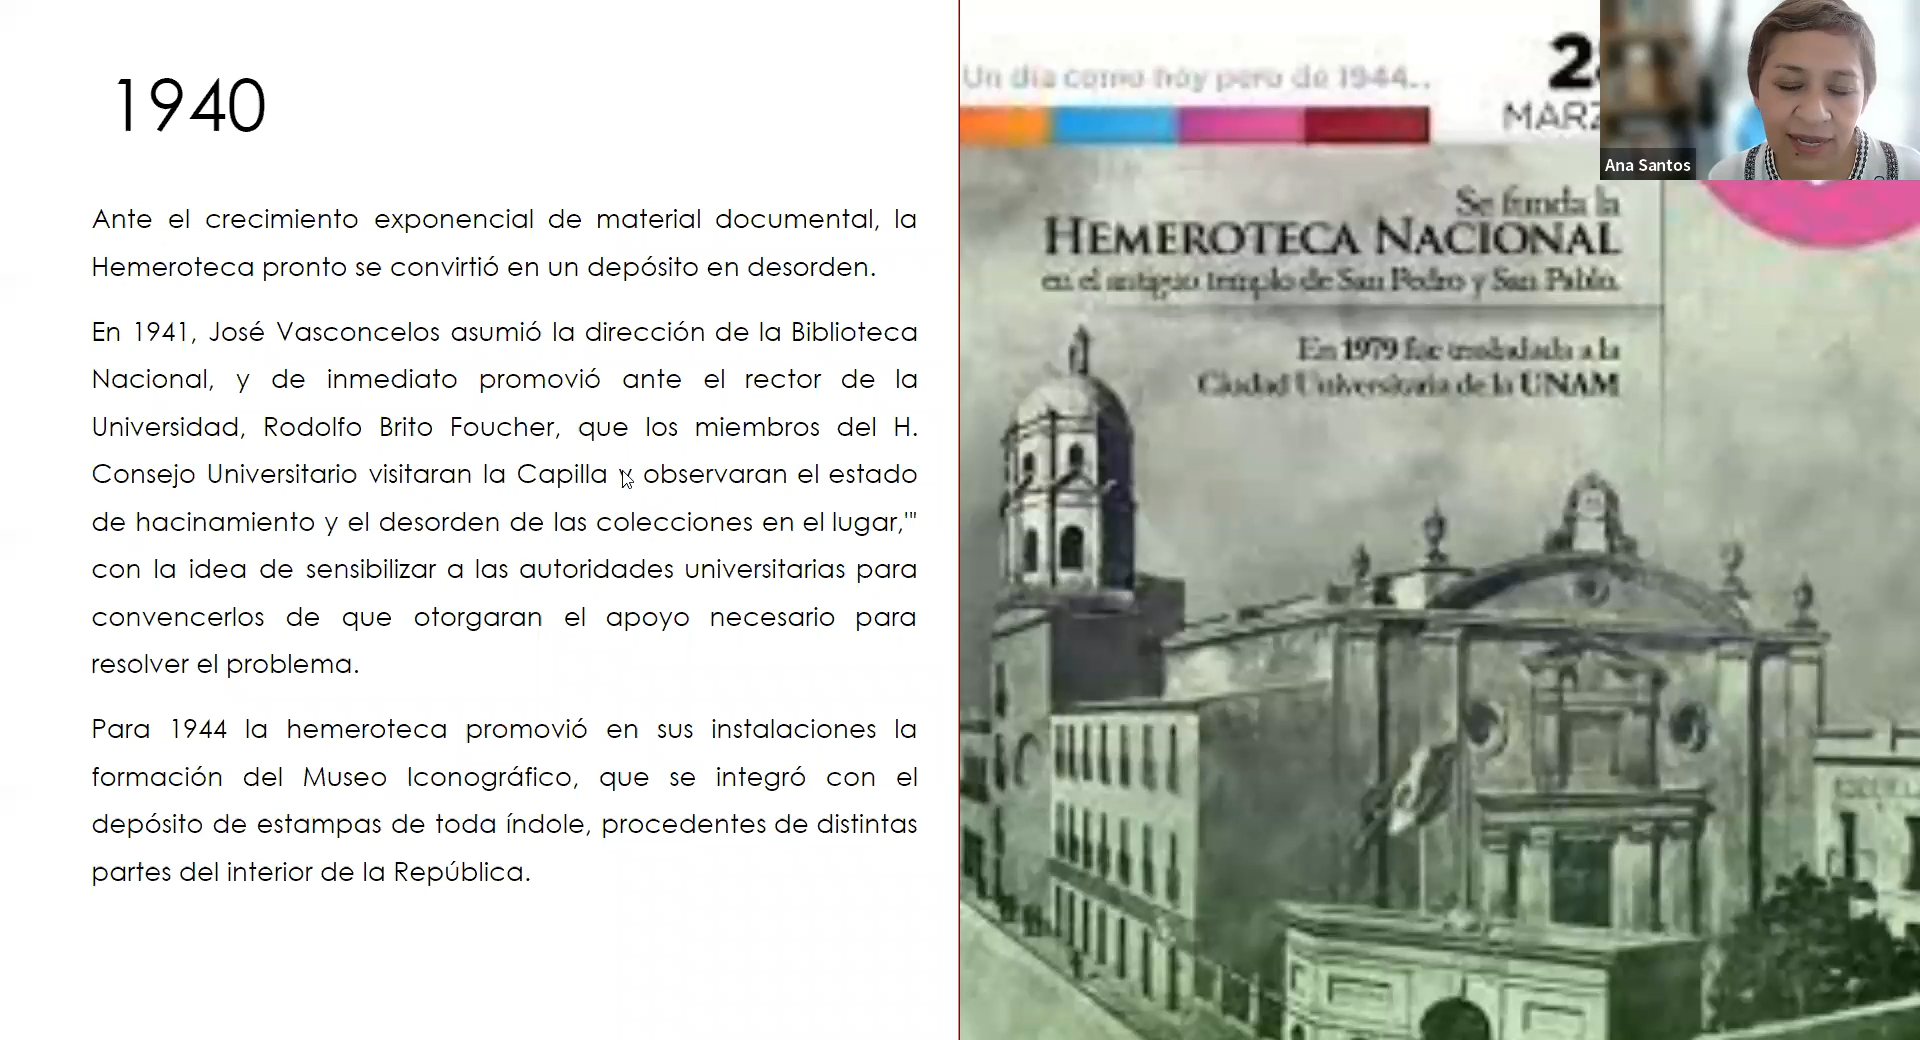 1940
Ante el crecimiento exponencial de material documental, la
Hemeroteca pronto se convirtió en un depósito en desorden.
En 1941, José Vasconcelos asumió la dirección de la Biblioteca
Nacional, y de inmediato promovió ante el rector de la
Universidad, Rodolfo Brito Foucher, que los miembros del H.
Consejo Universitario visitaran la Capilla y observaran el estado
de hacinamiento y el desorden de las colecciones en el lugar,'"
con la idea de sensibilizar a las autoridades universitarias para
convencerlos de que otorgaran el apoyo necesario para
resolver el problema.
Para 1944 la hemeroteca promovió en sus instalaciones la
formación del Museo Iconográfico, que se integró con el
depósito de estampas de toda índole, procedentes de distintas
partes del interior de la República.
Un día como hoy pero de 1944...
Se funda la
HEMEROTECA NACIONAL
en el antiguo templo de San Pedro y San Pablo.
En 1979 fue trasladada a la
Ciudad Universitaria de la UNAM
Ana Santos